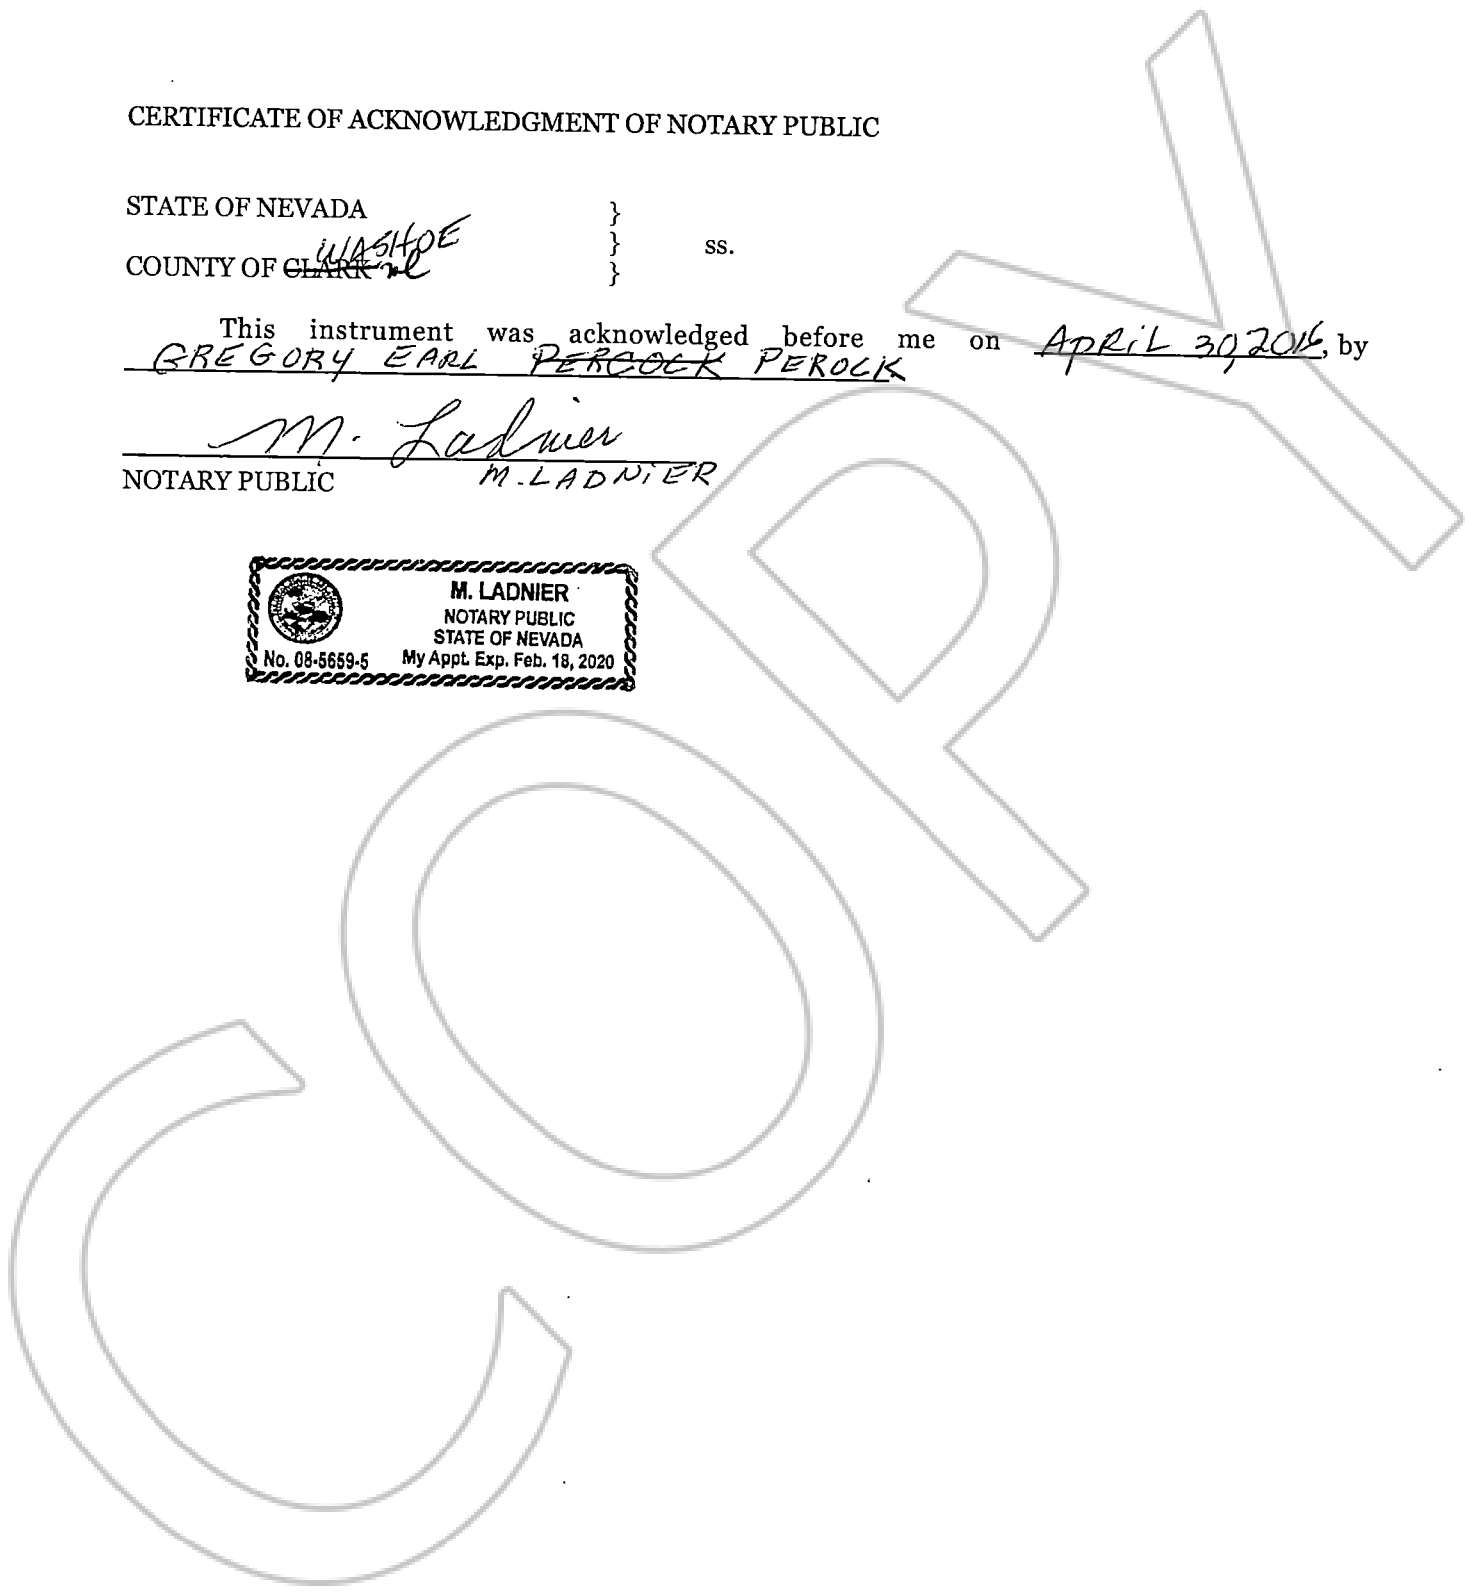 CERTIFICATE OF ACKNOWLEDGMENT OF NOTARY PUBLIC
STATE OF NEVADA } 
} ss.
COUNTY OF CLARK WASHOE ml }
This instrument was acknowledged before me on APRIL 30, 2016, by
GREGORY EARL PERCOCK PEROCK
M. Ladnier
NOTARY PUBLIC M. LADNIER
M. LADNIER
NOTARY PUBLIC
STATE OF NEVADA
No. 08-5659-5 My Appt. Exp. Feb. 18, 2020
COPY